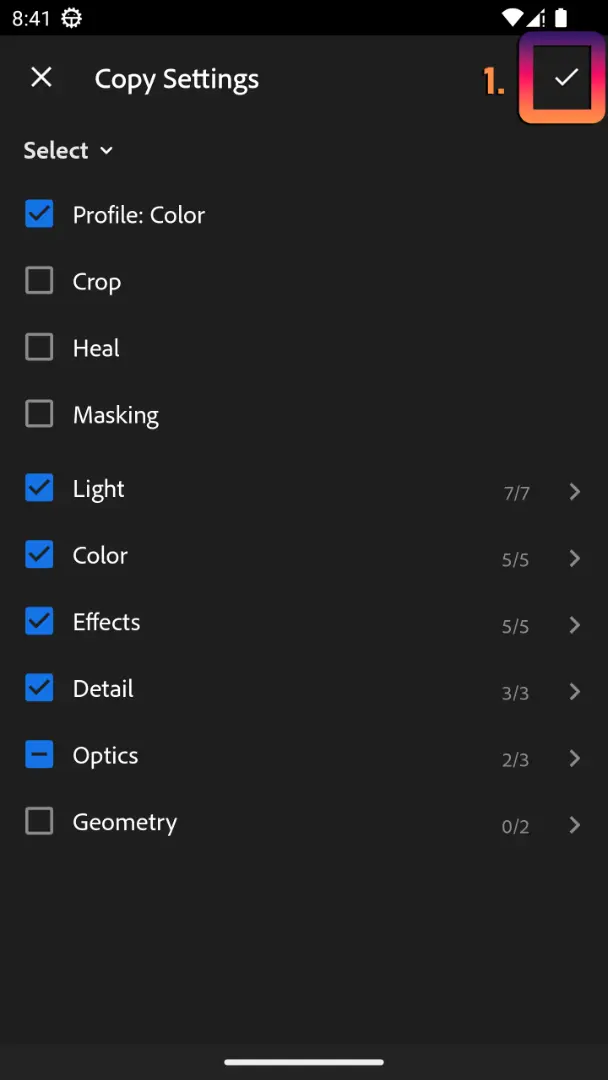 8:41
Copy Settings 1.
Select
Profile: Color
Crop
Heal
Masking
Light 7/7
Color 5/5
Effects 5/5
Detail 3/3
Optics 2/3
Geometry 0/2